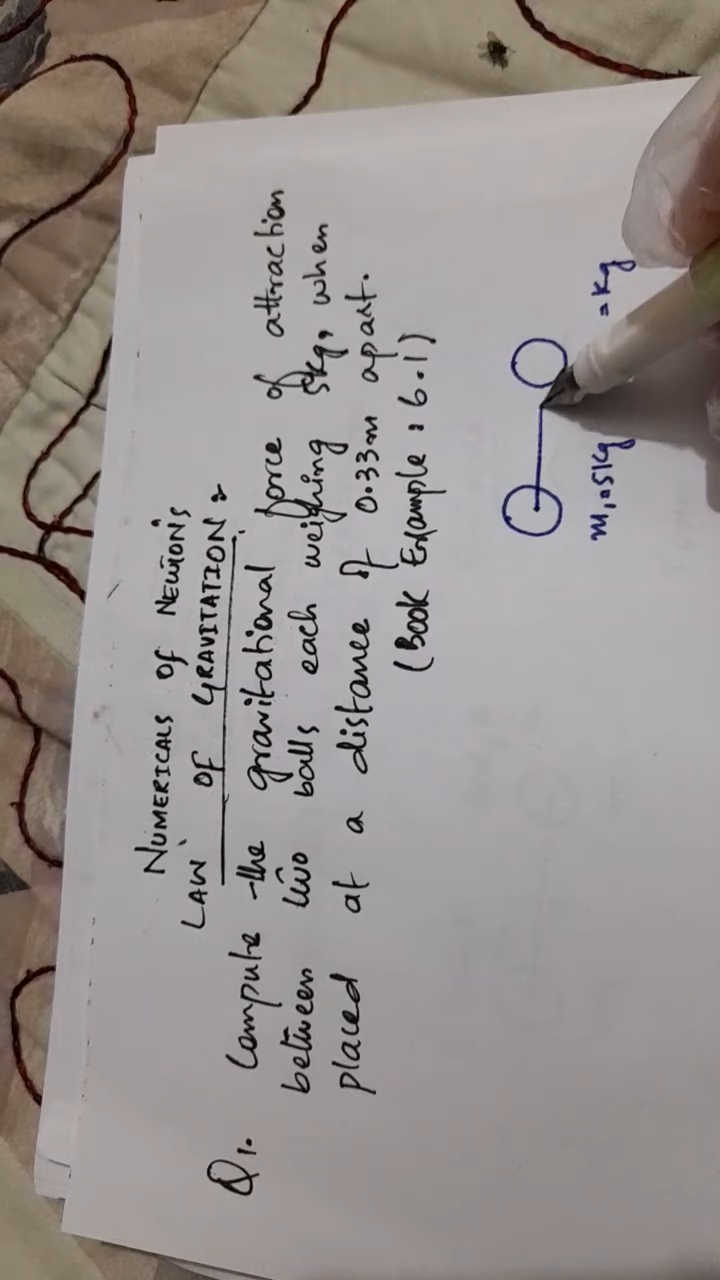 NUMERICALS OF NEWTON'S
LAW OF GRAVITATION:
Q1. Compute the gravitational force of attraction
between two balls each weighing 5kg, when
placed at a distance of 0.33m apart.
(Book Example: 6.1)
m1=5kg =kg